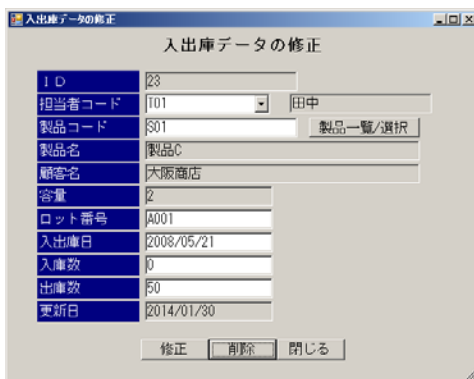 入出庫データの修正
入出庫データの修正
ID 23
担当者コード T01 田中
製品コード S01 製品一覧/選択
製品名 製品C
顧客名 大阪商店
容量 2
ロット番号 A001
入出庫日 2008/05/21
入庫数 0
出庫数 50
更新日 2014/01/30
修正 削除 閉じる